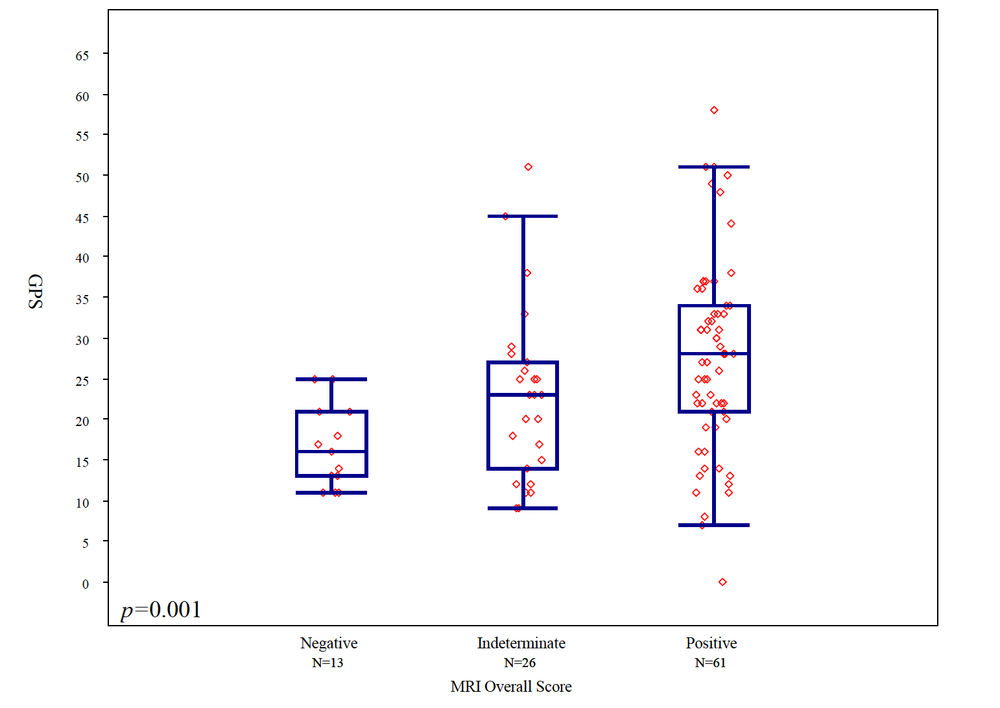 GPS
65
60
55
50
45
40
35
30
25
20
15
10
5
0
p=0.001
Negative
N=13
Indeterminate
N=26
Positive
N=61
MRI Overall Score